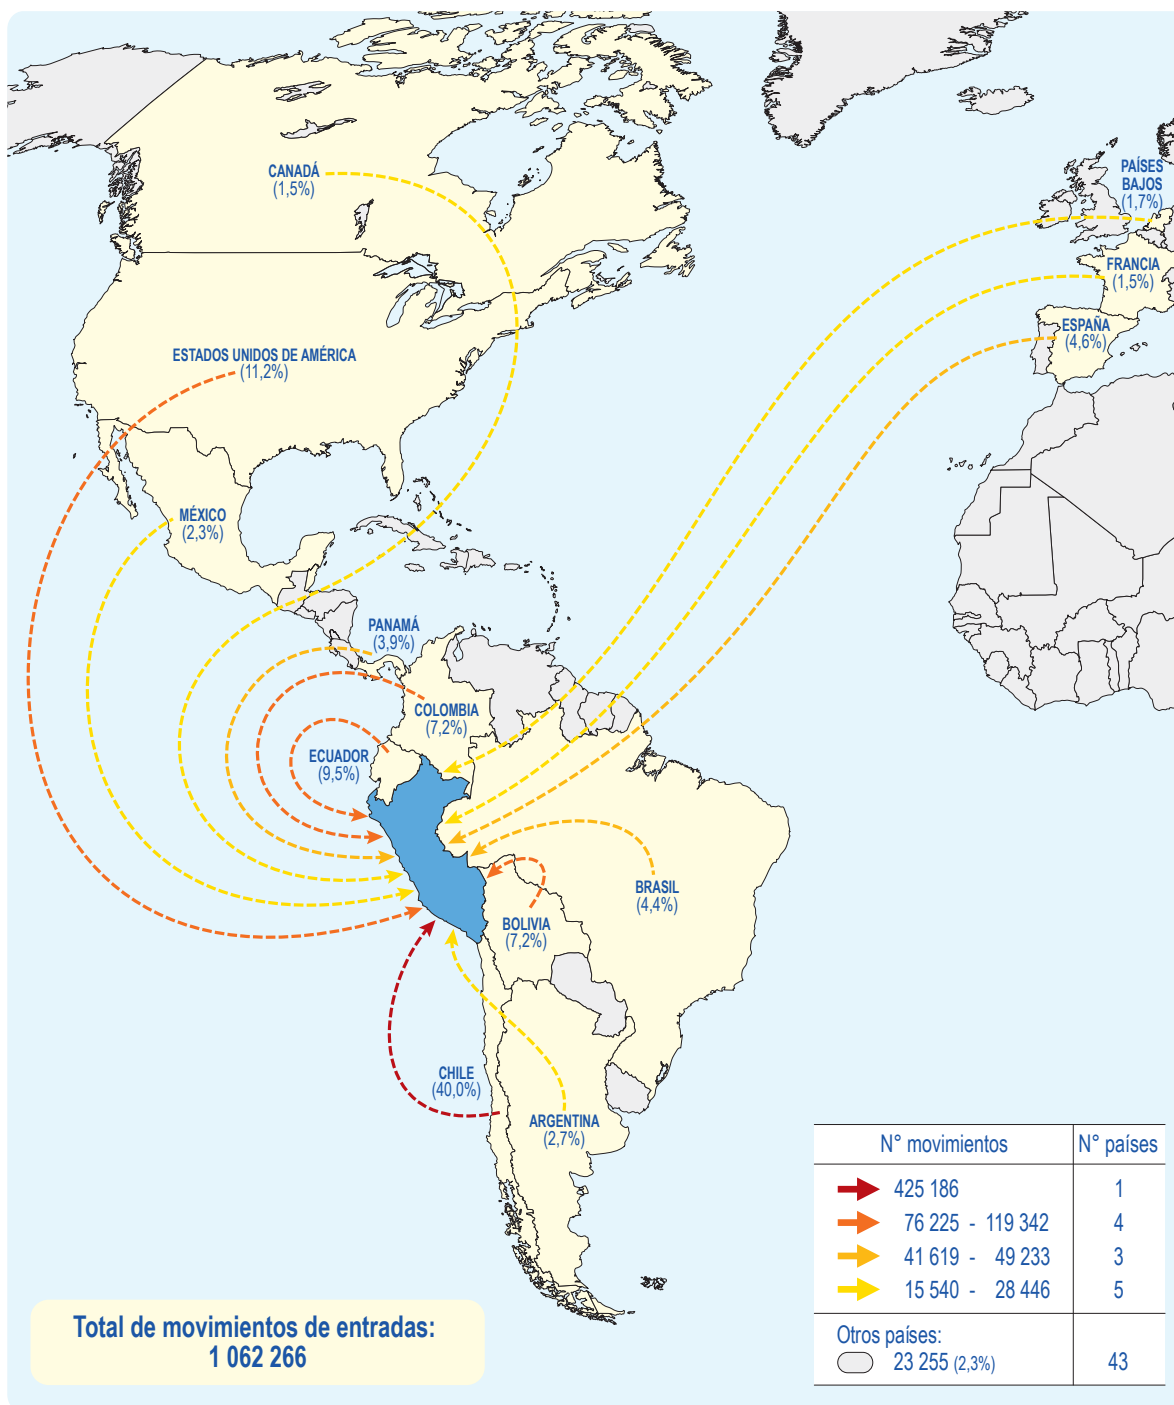 CANADÁ
(1,5%)
PAÍSES
BAJOS
(1,7%)
FRANCIA
(1,5%)
ESPAÑA
(4,6%)
ESTADOS UNIDOS DE AMÉRICA
(11,2%)
MÉXICO
(2,3%)
PANAMÁ
(3,9%)
COLOMBIA
(7,2%)
ECUADOR
(9,5%)
BRASIL
(4,4%)
BOLIVIA
(7,2%)
CHILE
(40,0%)
ARGENTINA
(2,7%)
N° movimientos N° países
425 186 1
76 225 - 119 342 4
41 619 - 49 233 3
15 540 - 28 446 5
Otros países:
23 255 (2,3%) 43
Total de movimientos de entradas:
1 062 266